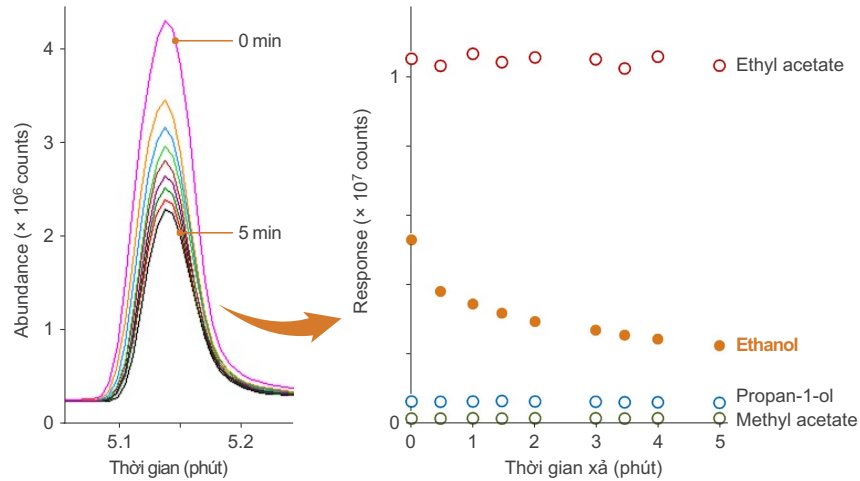 Abundance (× 10⁶ counts)
4
3
2
1
0
0 min
5 min
5.1
5.2
Thời gian (phút)
Response (× 10⁷ counts)
1
0
Ethyl acetate
Ethanol
Propan-1-ol
Methyl acetate
0
1
2
3
4
5
Thời gian xả (phút)